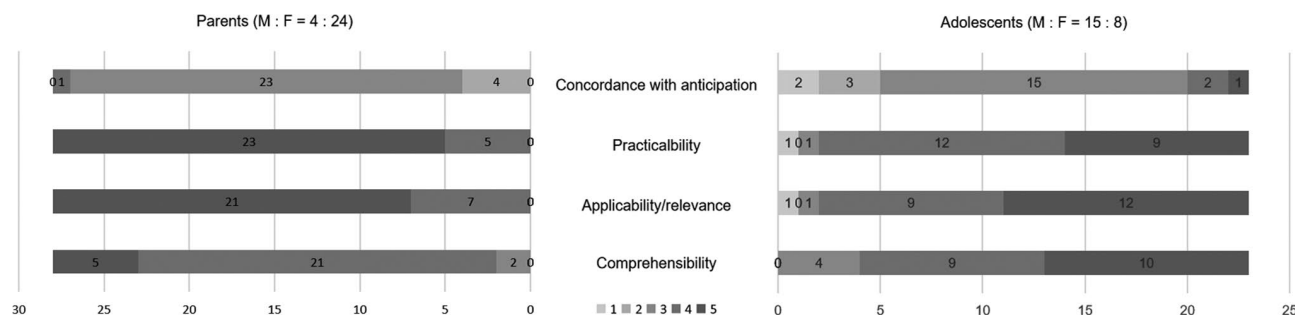 Parents (M : F = 4 : 24)
Adolescents (M : F = 15 : 8)
0 1 23 4 0
Concordance with anticipation
2 3 15 2 1
23 5 0
Practicalbility
1 0 1 12 9
21 7 0
Applicability/relevance
1 0 1 9 12
5 21 2 0
Comprehensibility
0 4 9 10
30 25 20 15 10 5 0
1 2 3 4 5
0 5 10 15 20 25